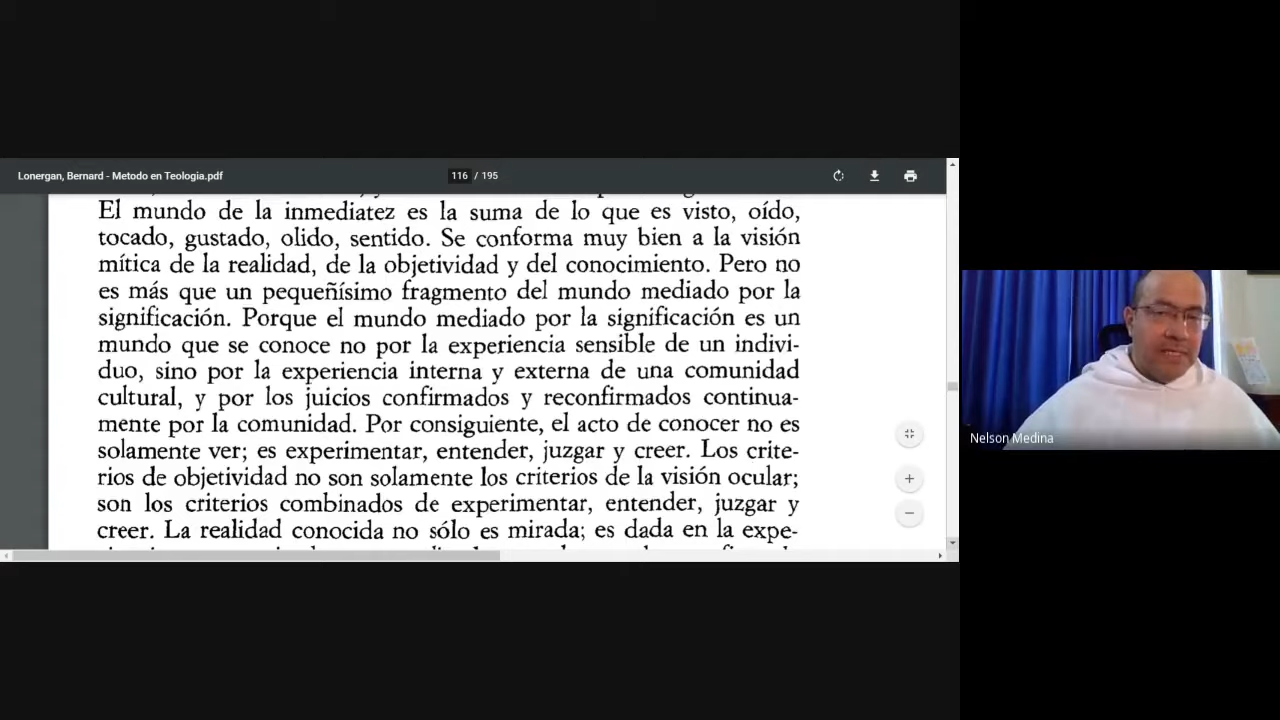 Lonergan, Bernard - Metodo en Teologia.pdf
116 / 195
El mundo de la inmediatez es la suma de lo que es visto, oído,
tocado, gustado, olido, sentido. Se conforma muy bien a la visión
mítica de la realidad, de la objetividad y del conocimiento. Pero no
es más que un pequeñísimo fragmento del mundo mediado por la
significación. Porque el mundo mediado por la significación es un
mundo que se conoce no por la experiencia sensible de un indivi-
duo, sino por la experiencia interna y externa de una comunidad
cultural, y por los juicios confirmados y reconfirmados continua-
mente por la comunidad. Por consiguiente, el acto de conocer no es
solamente ver; es experimentar, entender, juzgar y creer. Los crite-
rios de objetividad no son solamente los criterios de la visión ocular;
son los criterios combinados de experimentar, entender, juzgar y
creer. La realidad conocida no sólo es mirada; es dada en la expe-
Nelson Medina